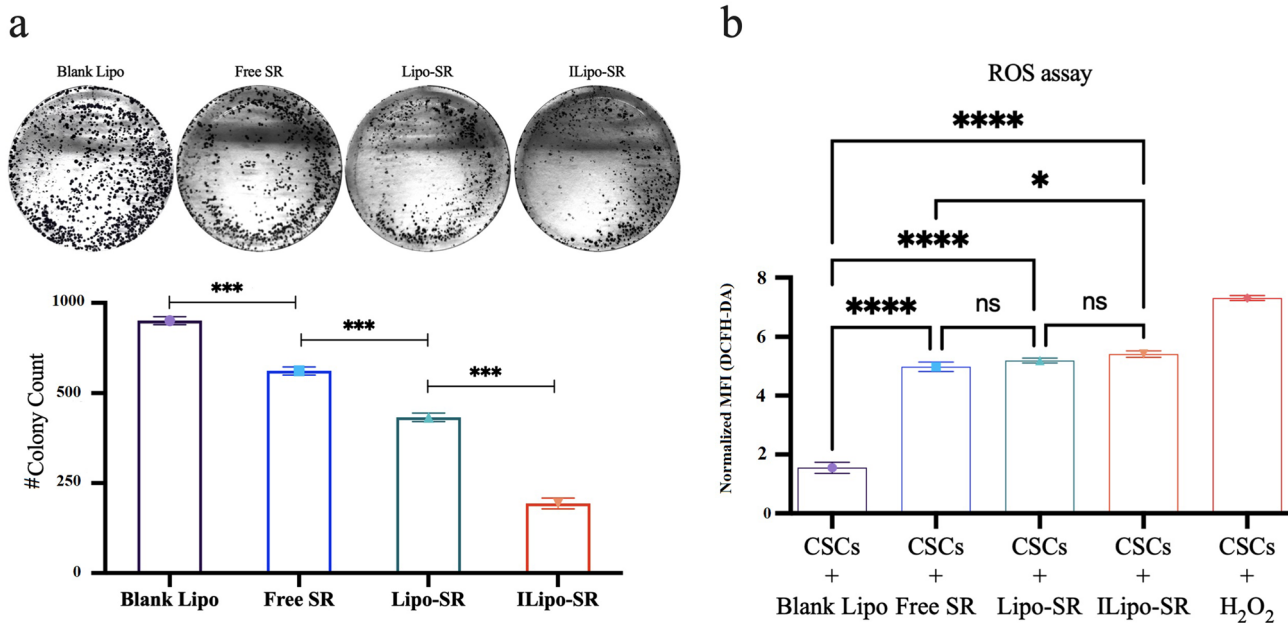 a
Blank Lipo Free SR Lipo-SR ILipo-SR
1000
***
***
500
***
250
0
#Colony Count
Blank Lipo Free SR Lipo-SR ILipo-SR
b
ROS assay
****
*
****
**** ns ns
8
6
4
2
0
Normalized MFI (DCFH-DA)
CSCs CSCs CSCs CSCs CSCs
+ + + + +
Blank Lipo Free SR Lipo-SR ILipo-SR H₂O₂